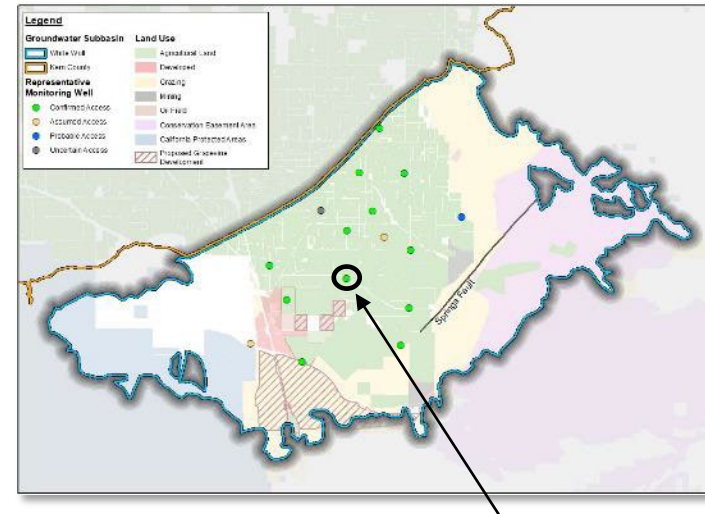 Legend
Groundwater Subbasin
White Wolf
Kern County
Representative
Monitoring Well
Confirmed Access
Assumed Access
Probable Access
Uncertain Access
Land Use
Agricultural Land
Developed
Grazing
Mining
Oil Field
Conservation Easement Area
California Protected Areas
Proposed Grapevine
Development
Springs Fault